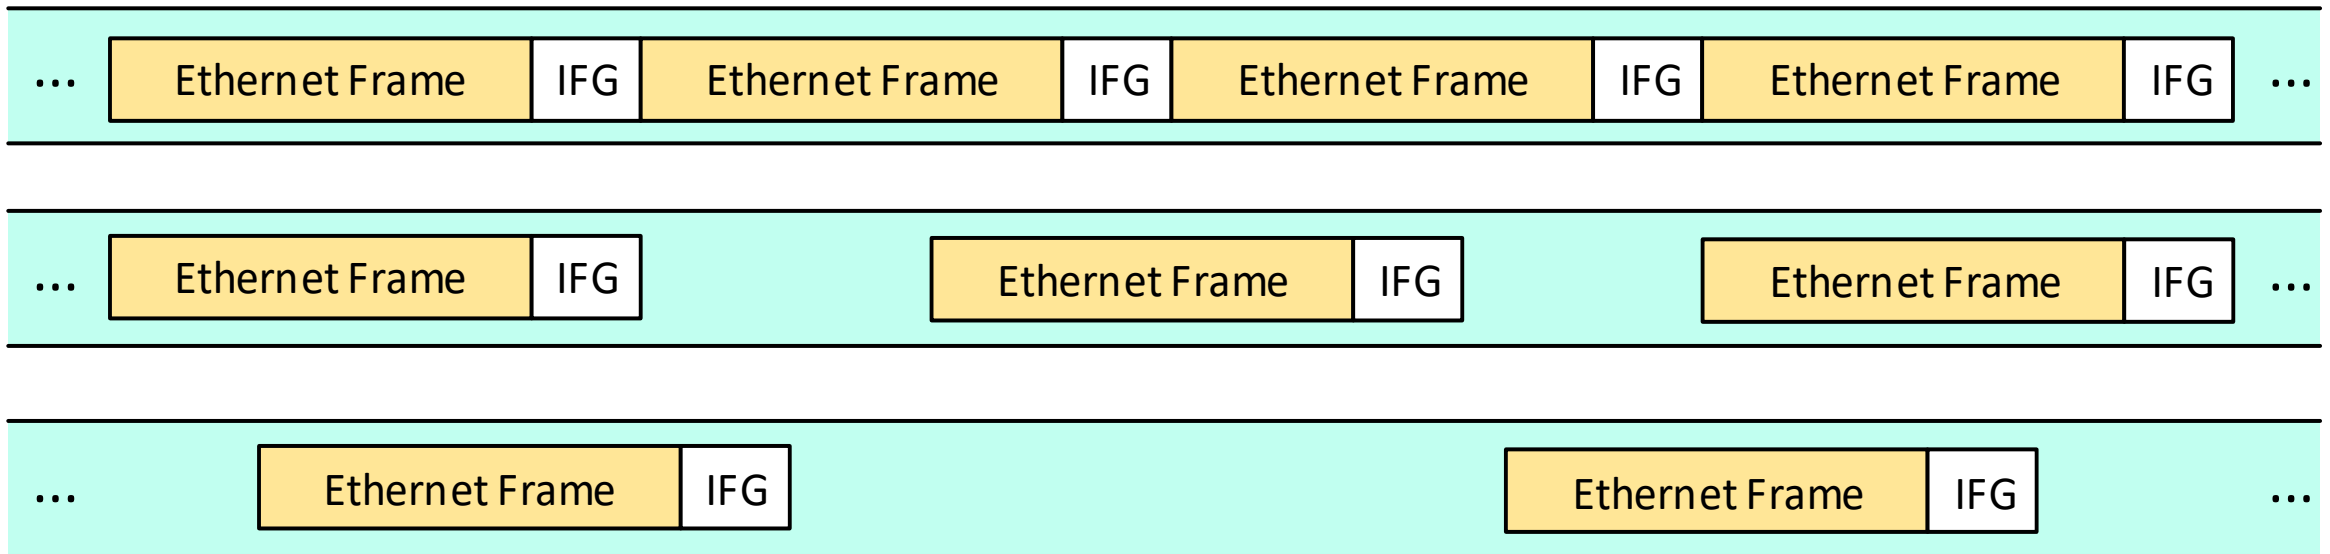 ... Ethernet Frame IFG Ethernet Frame IFG Ethernet Frame IFG Ethernet Frame IFG ...
... Ethernet Frame IFG Ethernet Frame IFG Ethernet Frame IFG ...
... Ethernet Frame IFG Ethernet Frame IFG ...